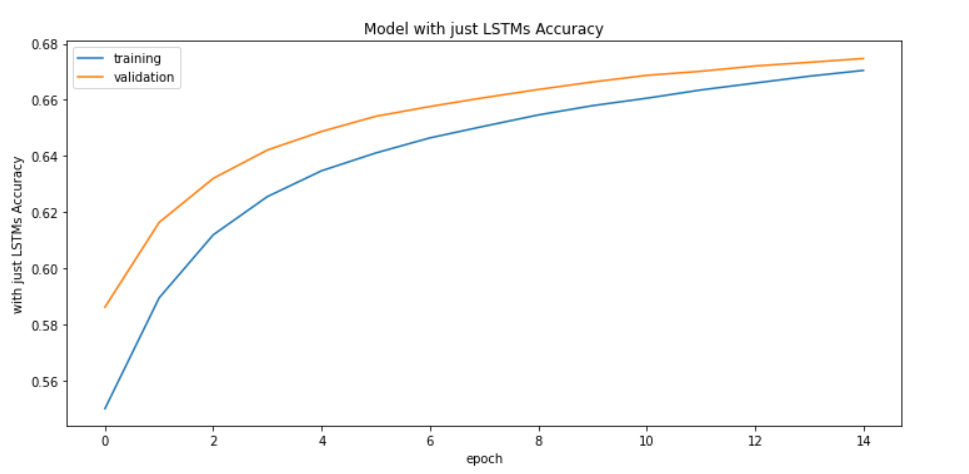 Model with just LSTMs Accuracy
training
validation
with just LSTMs Accuracy
0.68
0.66
0.64
0.62
0.60
0.58
0.56
0 2 4 6 8 10 12 14
epoch